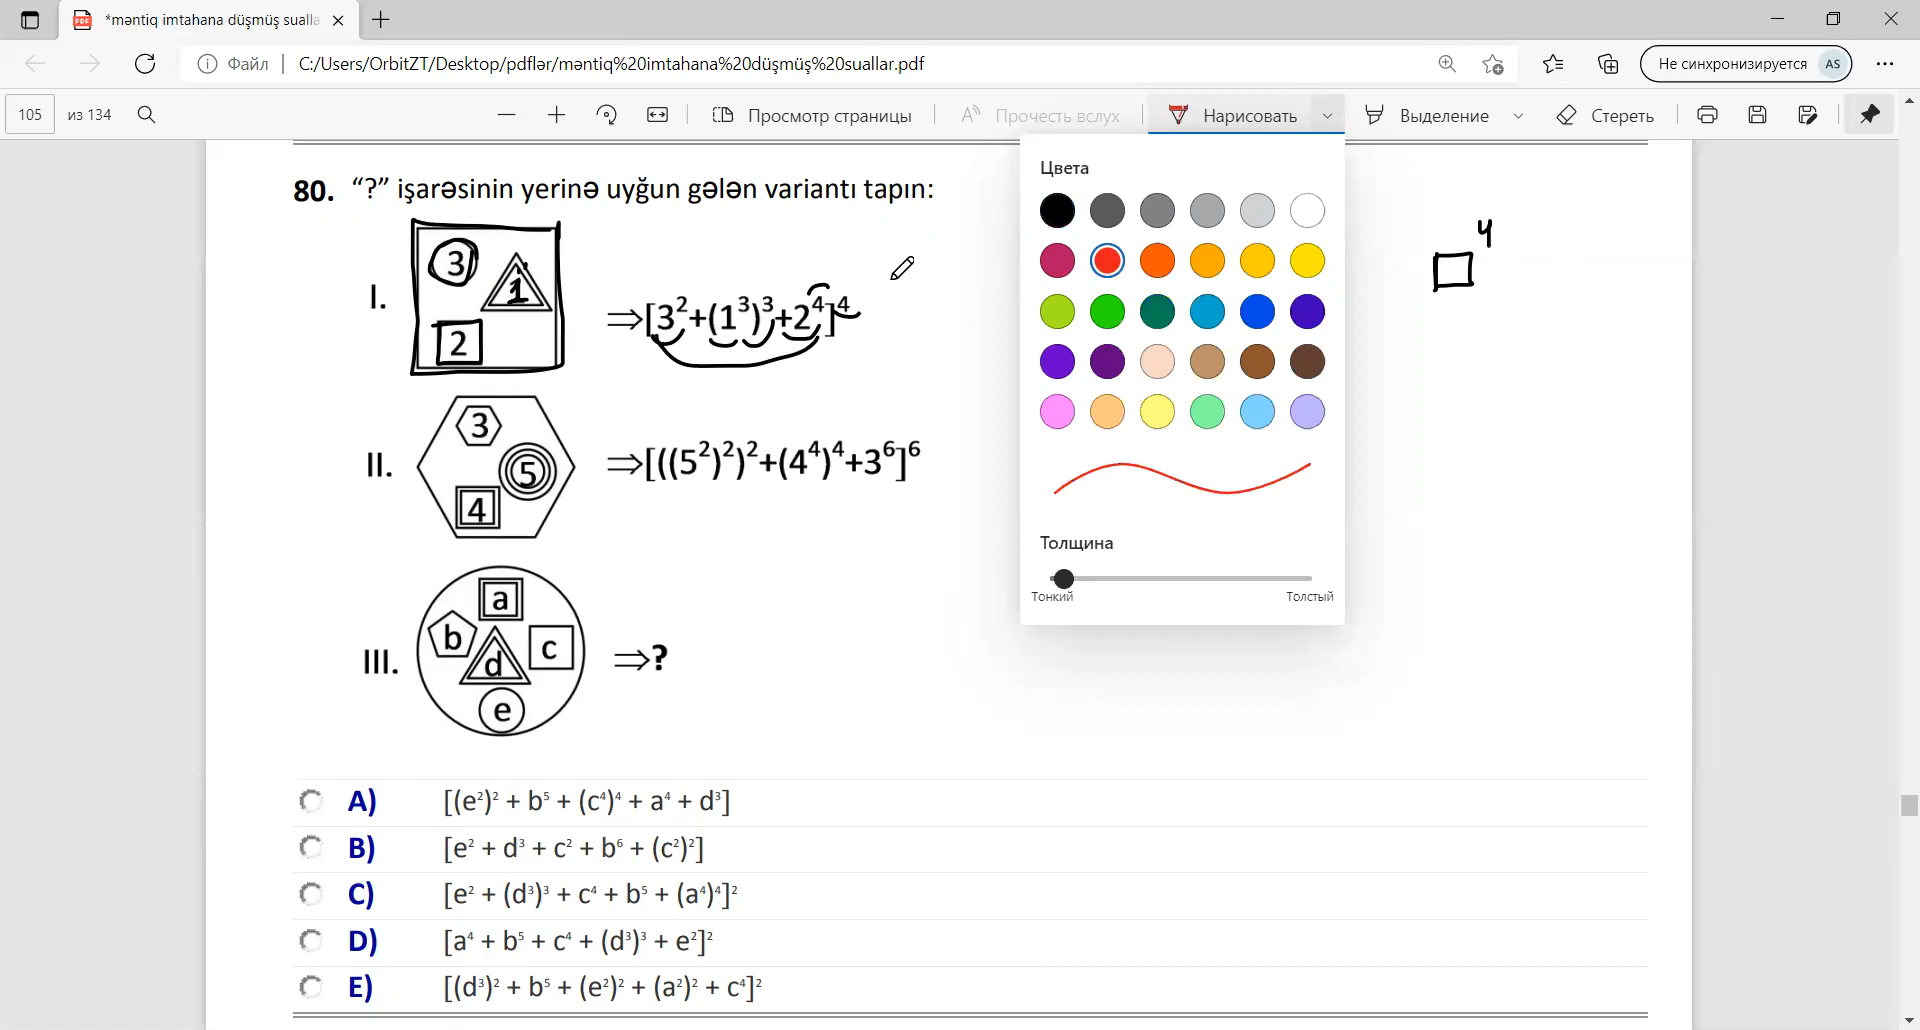 *məntiq imtahana düşmüş sualla
Файл
C:/Users/OrbitZT/Desktop/pdflər/məntiq%20imtahana%20düşmüş%20suallar.pdf
Не синхронизируется AS
105 из 134
Просмотр страницы
Прочесть вслух
Нарисовать
Выделение
Стереть
80. “?” işarəsinin yerinə uyğun gələn variantı tapın:
I. 3 1 2 ⇒[3²+(1³)³+2⁴]⁴
□⁴
II. 3 5 4 ⇒[((5²)²)²+(4⁴)⁴+3⁶]⁶
III. a b c d e ⇒?
Цвета
Толщина
Тонкий Толстый
A) [(e²)² + b⁵ + (c⁴)⁴ + a⁴ + d³]
B) [e² + d³ + c² + b⁶ + (c²)²]
C) [e² + (d³)³ + c⁴ + b⁵ + (a⁴)⁴]²
D) [a⁴ + b⁵ + c⁴ + (d³)³ + e²]²
E) [(d³)² + b⁵ + (e²)² + (a²)² + c⁴]²